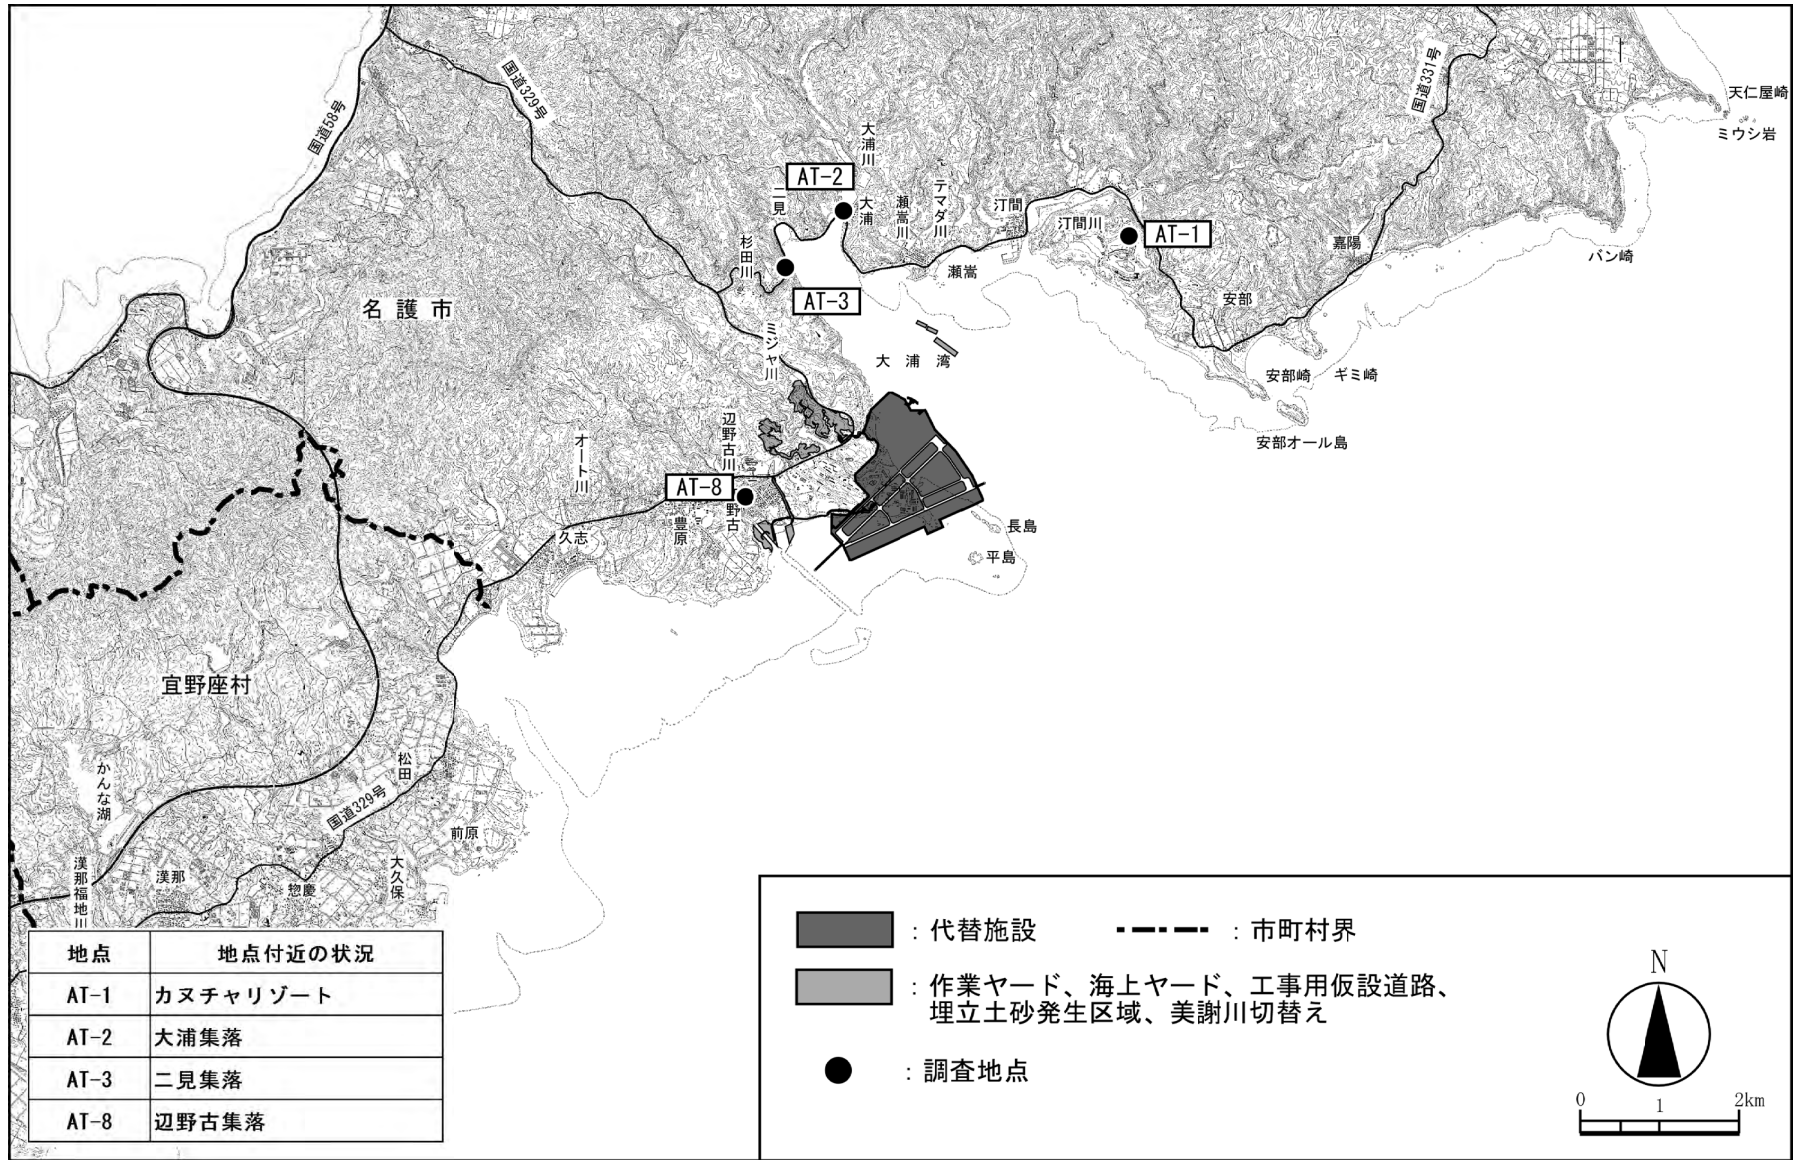 国道58号
国道329号
国道331号
天仁屋崎
ミウシ岩
バン崎
大浦川
AT-2
二見
大浦
瀬嵩川
テマダ川
汀間
汀間川
AT-1
嘉陽
杉田川
AT-3
瀬嵩
安部
名護市
ミジャ川
大浦湾
安部崎
ギミ崎
安部オール島
オート川
辺野古川
AT-8
野古
豊原
久志
長島
平島
宜野座村
かんな湖
松田
国道329号
前原
漢那福地川
漢那
惣慶
大久保
地点 地点付近の状況
AT-1 カヌチャリゾート
AT-2 大浦集落
AT-3 二見集落
AT-8 辺野古集落
：代替施設
：市町村界
：作業ヤード、海上ヤード、工事用仮設道路、
埋立土砂発生区域、美謝川切替え
：調査地点
N
0 1 2km